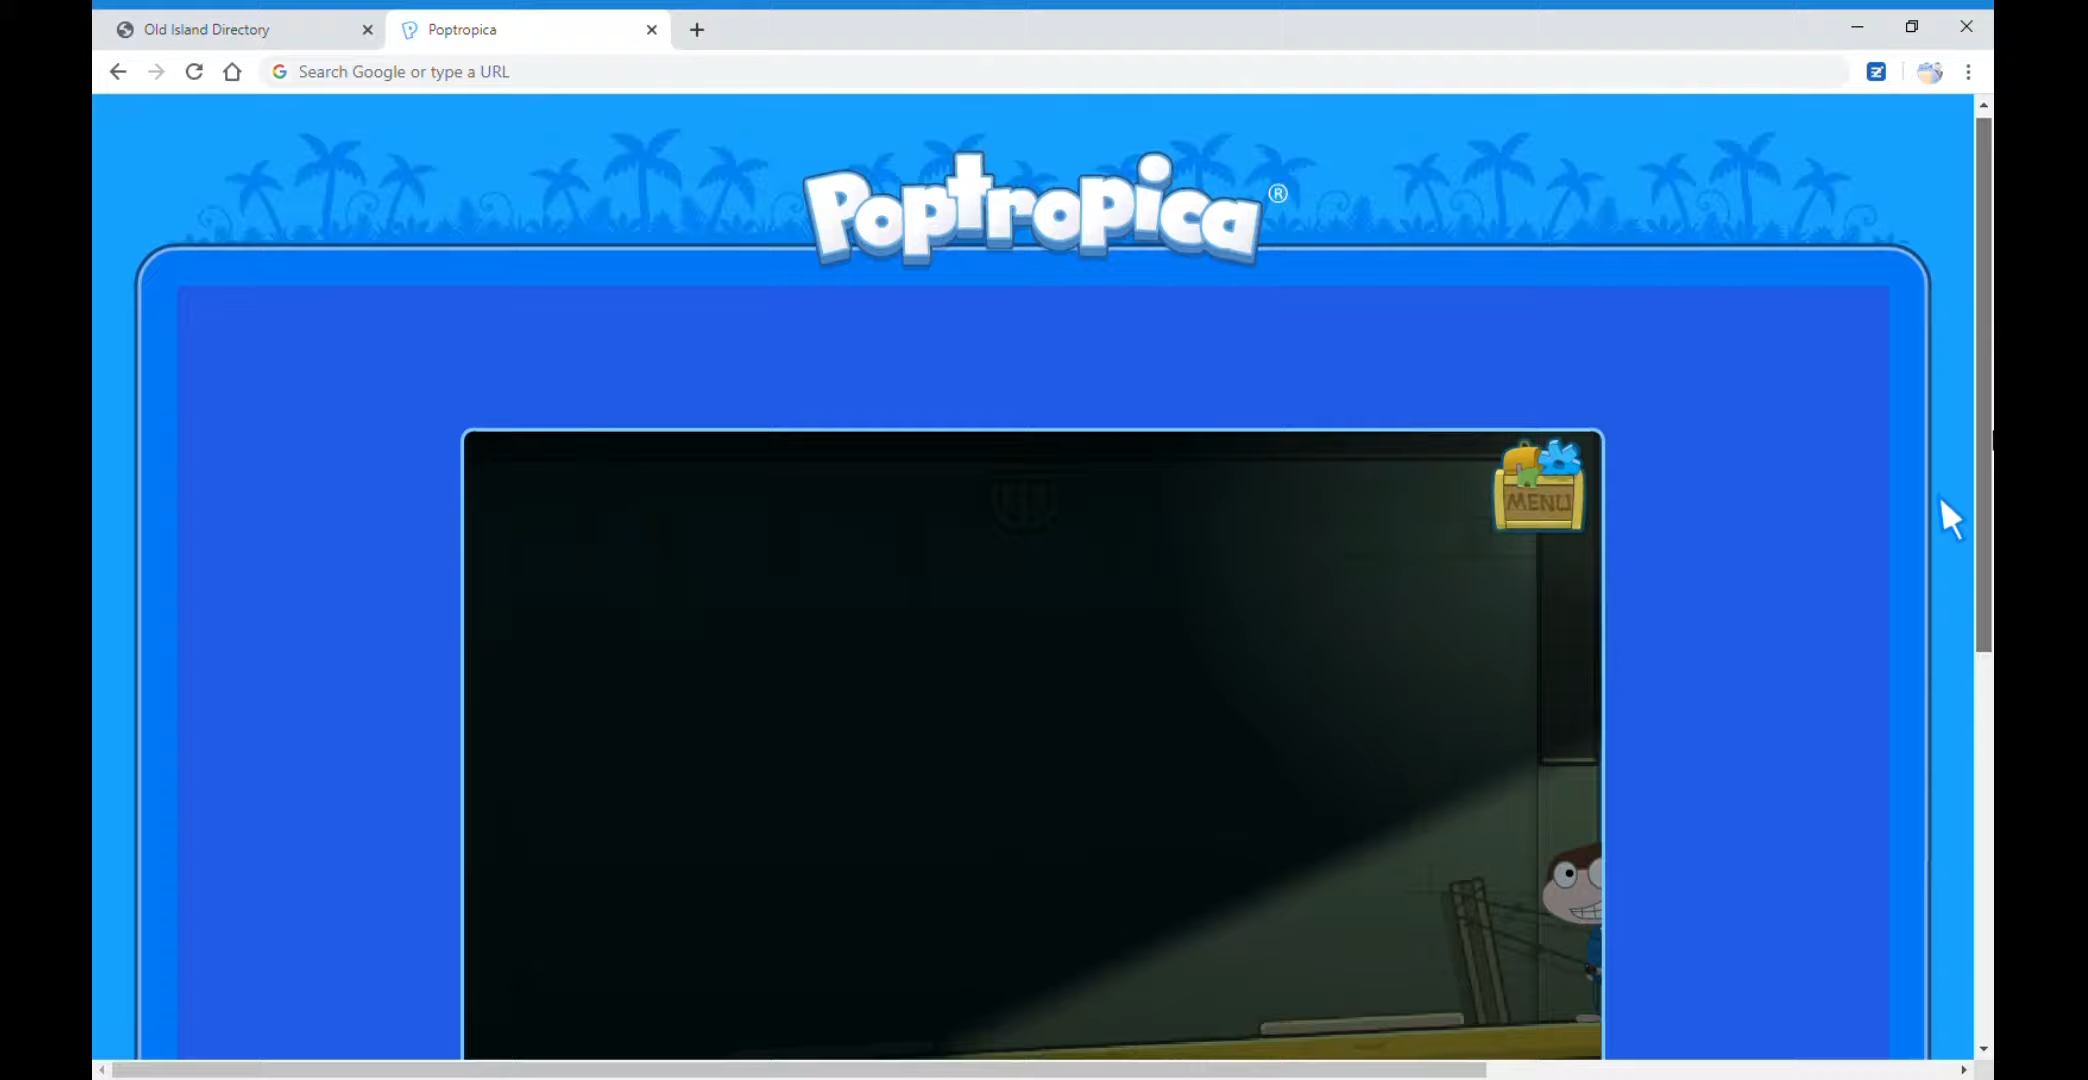 Old Island Directory
Poptropica
Search Google or type a URL
Poptropica®
MENU